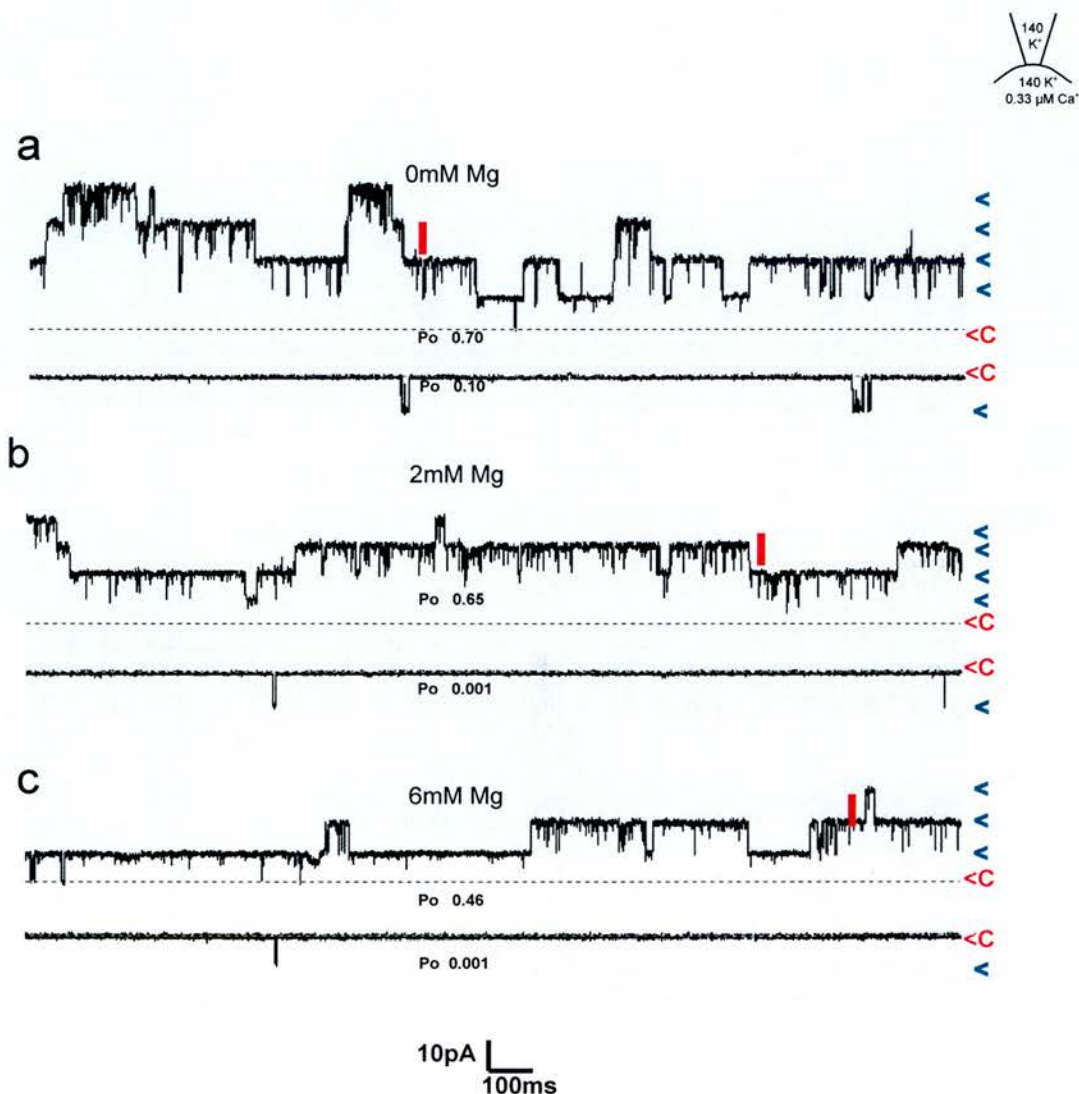 140
K⁺
140 K⁺
0.33 µM Ca⁺
a
0mM Mg
<
<
<
<
<C
Po 0.70
<C
Po 0.10
<
b
2mM Mg
<
<
<
<
Po 0.65
<C
<C
Po 0.001
<
c
6mM Mg
<
<
<
<C
Po 0.46
<C
Po 0.001
<
10pA
100ms